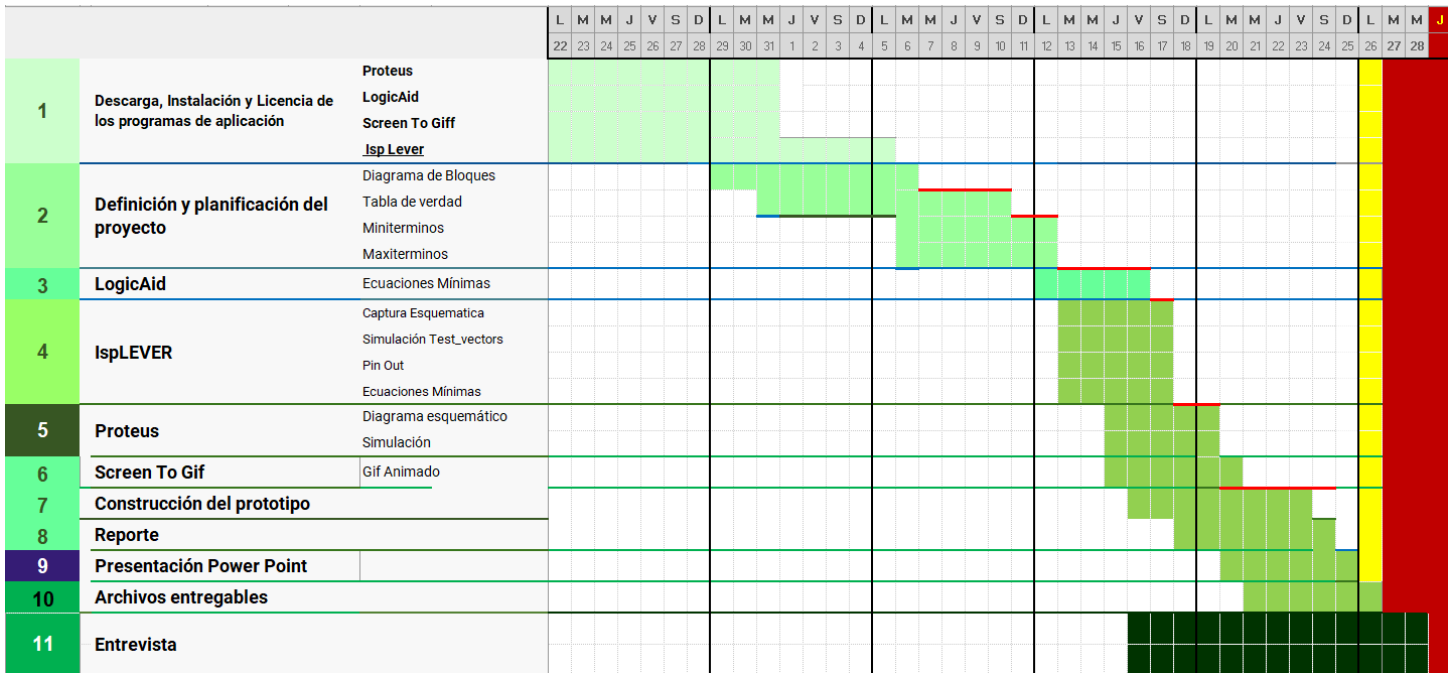 L M M J V S D L M M J V S D L M M J V S D L M M J V S D L M M J V S D L M M J
22 23 24 25 26 27 28 29 30 31 1 2 3 4 5 6 7 8 9 10 11 12 13 14 15 16 17 18 19 20 21 22 23 24 25 26 27 28
1
Descarga, Instalación y Licencia de
los programas de aplicación
Proteus
LogicAid
Screen To Giff
Isp Lever
2
Definición y planificación del
proyecto
Diagrama de Bloques
Tabla de verdad
Miniterminos
Maxiterminos
3 LogicAid Ecuaciones Mínimas
4
IspLEVER
Captura Esquematica
Simulación Test_vectors
Pin Out
Ecuaciones Mínimas
5
Proteus
Diagrama esquemático
Simulación
6 Screen To Gif Gif Animado
7 Construcción del prototipo
8 Reporte
9 Presentación Power Point
10 Archivos entregables
11 Entrevista